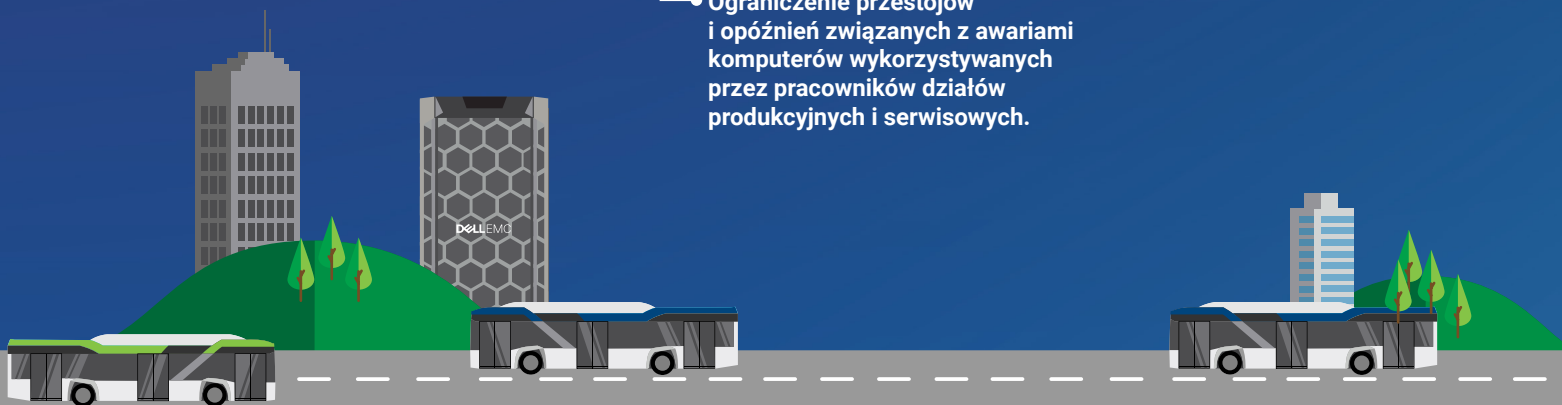 Ograniczenie przestojów
i opóźnień związanych z awariami
komputerów wykorzystywanych
przez pracowników działów
produkcyjnych i serwisowych.
DELLEMC